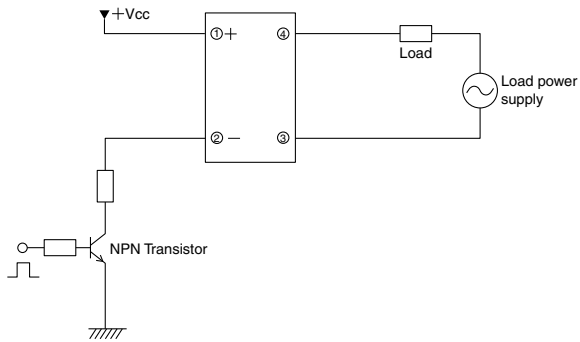 +Vcc
① + ④
Load
Load power
supply
② − ③
NPN Transistor